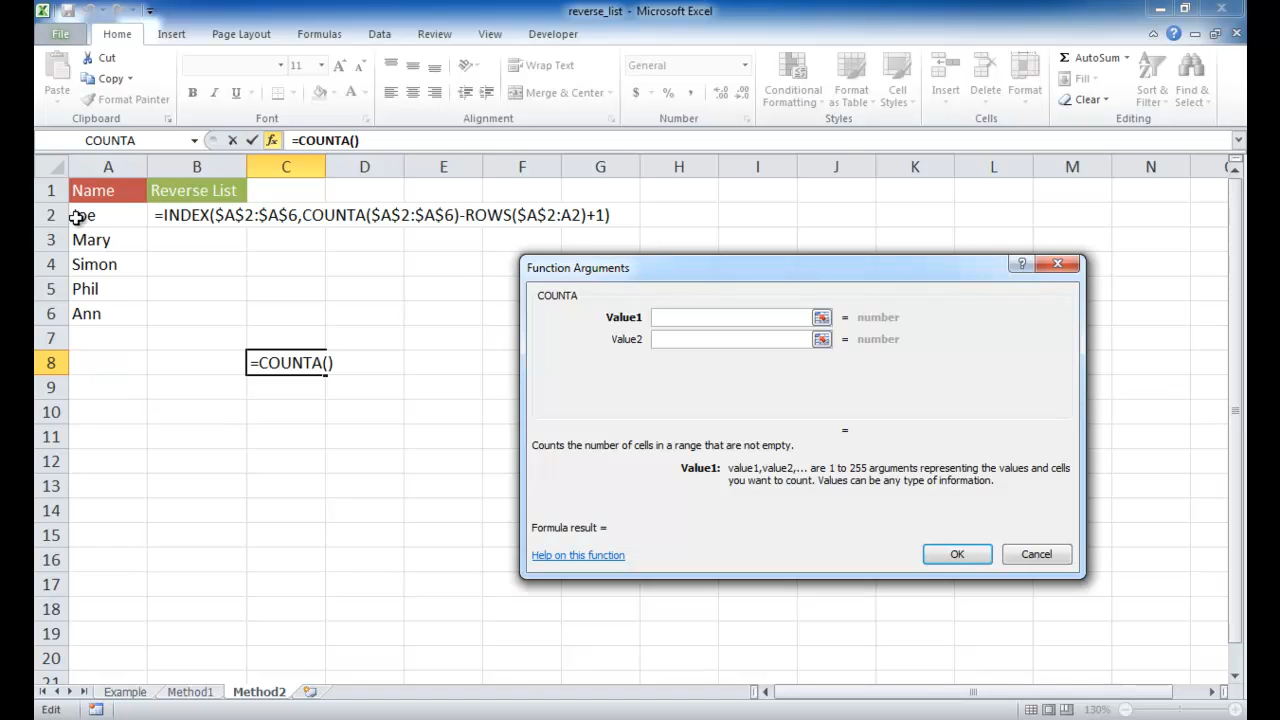 reverse_list - Microsoft Excel
File Home Insert Page Layout Formulas Data Review View Developer
Cut
Copy
Format Painter
Paste
Clipboard
11
B I U
Font
Wrap Text
Merge & Center
Alignment
General
$ % ,
Number
Conditional Formatting
Format as Table
Cell Styles
Styles
Insert Delete Format
Cells
AutoSum
Fill
Clear
Sort & Filter
Find & Select
Editing
COUNTA fx =COUNTA()
A B C D E F G H I J K L M N
1 Name Reverse List
2 =INDEX($A$2:$A$6,COUNTA($A$2:$A$6)-ROWS($A$2:A2)+1)
3 Mary
4 Simon
5 Phil
6 Ann
7
8 =COUNTA()
9
10
11
12
13
14
15
16
17
18
19
20
21
Function Arguments
COUNTA
Value1 = number
Value2 = number
=
Counts the number of cells in a range that are not empty.
Value1: value1,value2,... are 1 to 255 arguments representing the values and cells
you want to count. Values can be any type of information.
Formula result =
Help on this function
OK Cancel
Example Method1 Method2
Edit 130%